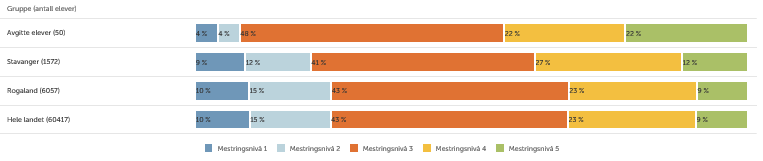 Gruppe (antall elever)
Avgitte elever (50) 4 % 4 % 48 % 22 % 22 %
Stavanger (1572) 9 % 12 % 41 % 27 % 12 %
Rogaland (6057) 10 % 15 % 43 % 23 % 9 %
Hele landet (60417) 10 % 15 % 43 % 23 % 9 %
Mestringsnivå 1 Mestringsnivå 2 Mestringsnivå 3 Mestringsnivå 4 Mestringsnivå 5